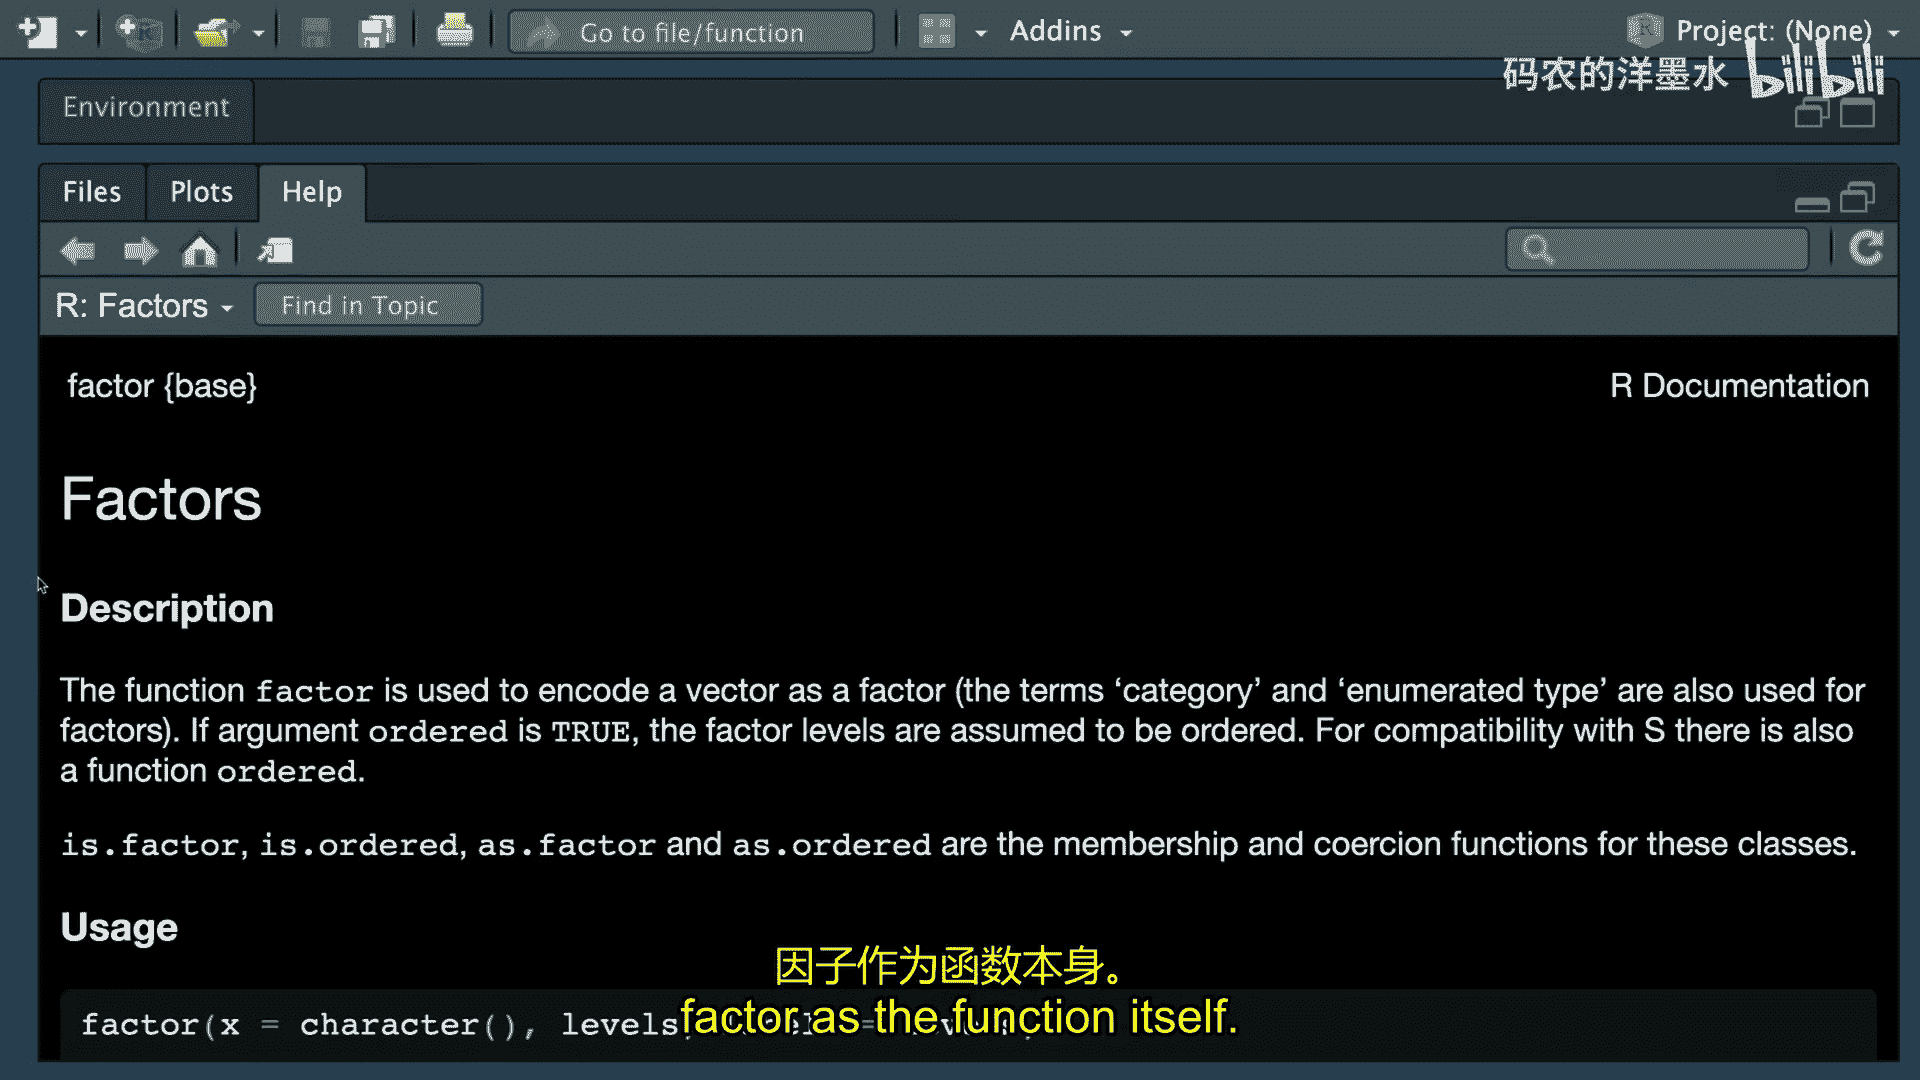 Go to file/function
Addins
Project: (None)
码农的洋墨水 bilibili
Environment
Files Plots Help
R: Factors
Find in Topic
factor {base}
R Documentation
Factors
Description
The function factor is used to encode a vector as a factor (the terms ‘category’ and ‘enumerated type’ are also used for
factors). If argument ordered is TRUE, the factor levels are assumed to be ordered. For compatibility with S there is also
a function ordered.
is.factor, is.ordered, as.factor and as.ordered are the membership and coercion functions for these classes.
Usage
因子作为函数本身。
factor(x = character(), levels,
factor as the function itself.